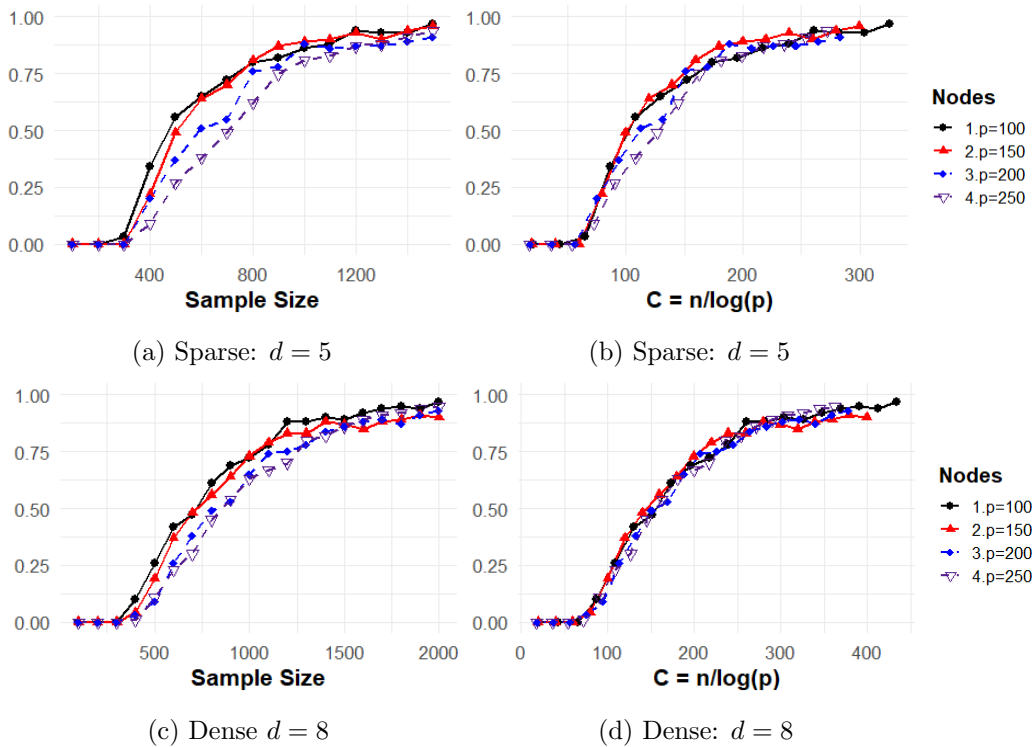 1.00
0.75
0.50
0.25
0.00
400 800 1200
Sample Size
(a) Sparse: d = 5
1.00
0.75
0.50
0.25
0.00
100 200 300
C = n/log(p)
(b) Sparse: d = 5
Nodes
1.p=100
2.p=150
3.p=200
4.p=250
1.00
0.75
0.50
0.25
0.00
500 1000 1500 2000
Sample Size
(c) Dense d = 8
1.00
0.75
0.50
0.25
0.00
0 100 200 300 400
C = n/log(p)
(d) Dense: d = 8
Nodes
1.p=100
2.p=150
3.p=200
4.p=250